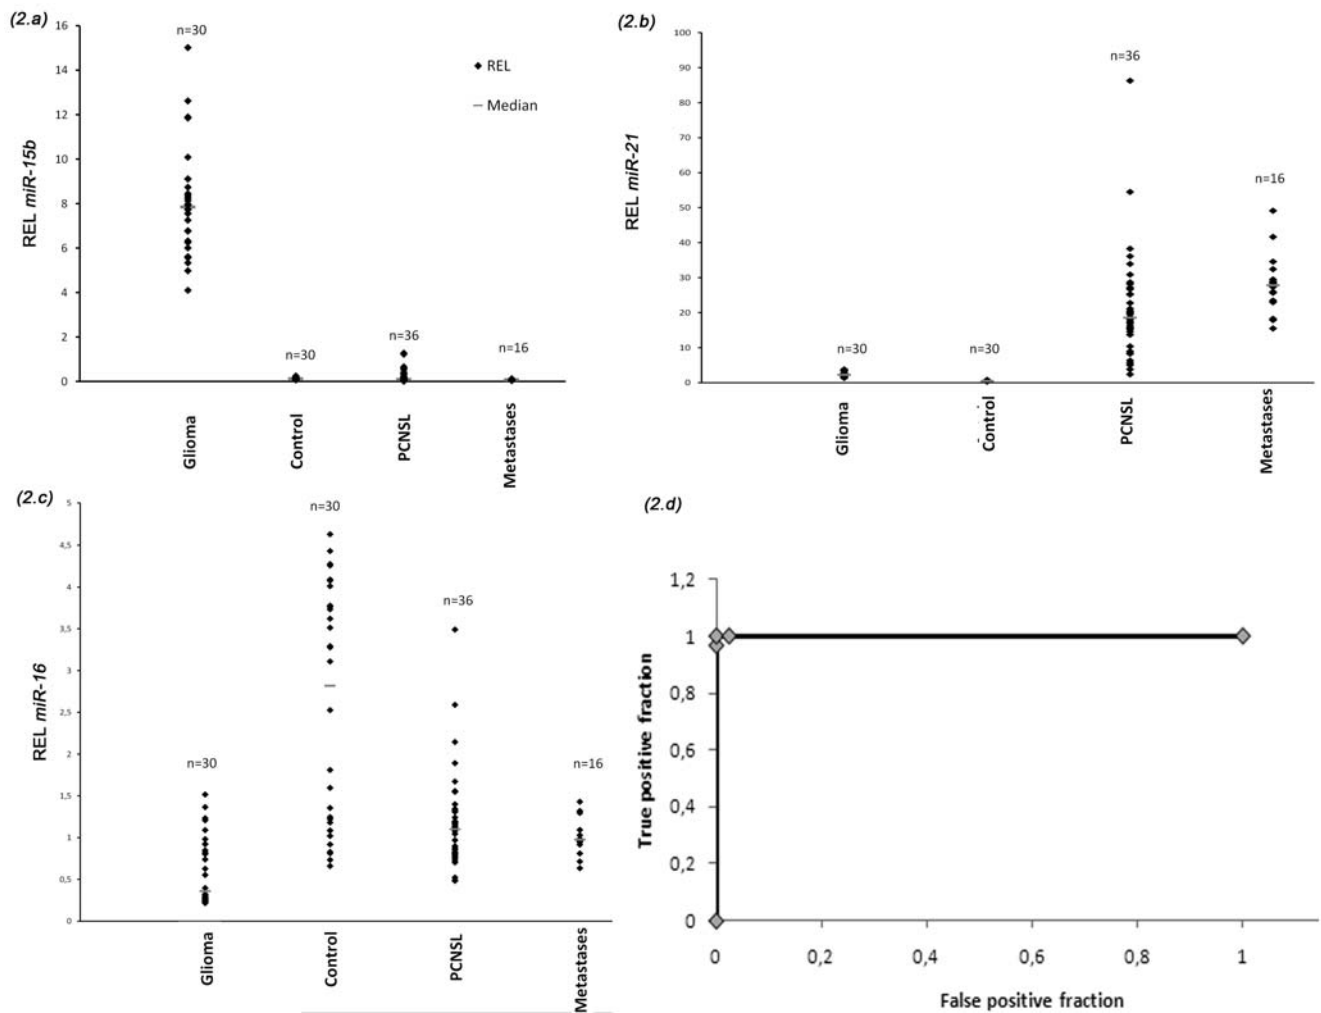 (2.a)
16
14
12
10
8
6
4
2
0
REL miR-15b
n=30
n=30
n=36
n=16
REL
Median
Glioma
Control
PCNSL
Metastases
(2.b)
100
90
80
70
60
50
40
30
20
10
0
REL miR-21
n=30
n=30
n=36
n=16
Glioma
Control
PCNSL
Metastases
(2.c)
5
4,5
4
3,5
3
2,5
2
1,5
1
0,5
0
REL miR-16
n=30
n=30
n=36
n=16
Glioma
Control
PCNSL
Metastases
(2.d)
1,2
1
0,8
0,6
0,4
0,2
0
True positive fraction
0 0,2 0,4 0,6 0,8 1
False positive fraction